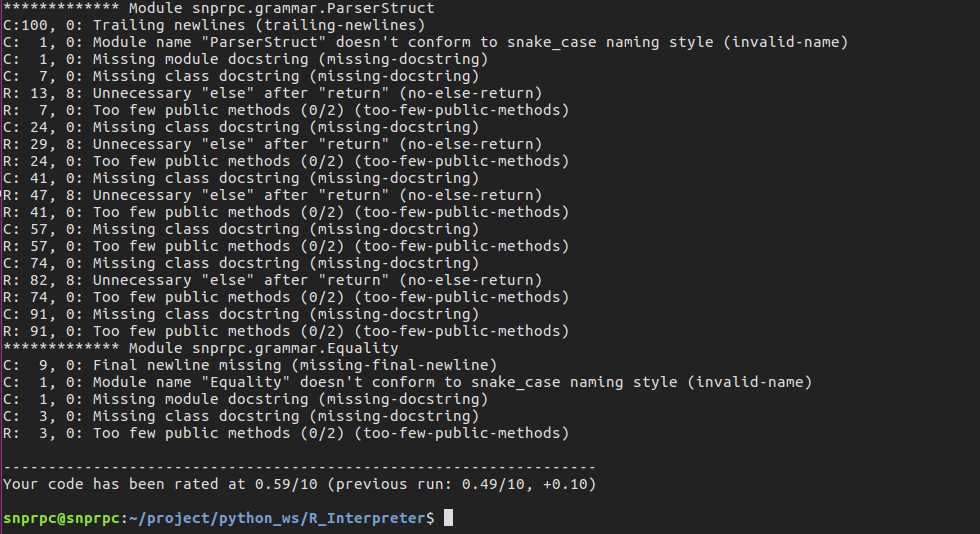 ************* Module snprpc.grammar.ParserStruct
C:100, 0: Trailing newlines (trailing-newlines)
C:  1, 0: Module name "ParserStruct" doesn't conform to snake_case naming style (invalid-name)
C:  1, 0: Missing module docstring (missing-docstring)
C:  7, 0: Missing class docstring (missing-docstring)
R: 13, 8: Unnecessary "else" after "return" (no-else-return)
R:  7, 0: Too few public methods (0/2) (too-few-public-methods)
C: 24, 0: Missing class docstring (missing-docstring)
R: 29, 8: Unnecessary "else" after "return" (no-else-return)
R: 24, 0: Too few public methods (0/2) (too-few-public-methods)
C: 41, 0: Missing class docstring (missing-docstring)
R: 47, 8: Unnecessary "else" after "return" (no-else-return)
R: 41, 0: Too few public methods (0/2) (too-few-public-methods)
C: 57, 0: Missing class docstring (missing-docstring)
R: 57, 0: Too few public methods (0/2) (too-few-public-methods)
C: 74, 0: Missing class docstring (missing-docstring)
R: 82, 8: Unnecessary "else" after "return" (no-else-return)
R: 74, 0: Too few public methods (0/2) (too-few-public-methods)
C: 91, 0: Missing class docstring (missing-docstring)
R: 91, 0: Too few public methods (0/2) (too-few-public-methods)
************* Module snprpc.grammar.Equality
C:  9, 0: Final newline missing (missing-final-newline)
C:  1, 0: Module name "Equality" doesn't conform to snake_case naming style (invalid-name)
C:  1, 0: Missing module docstring (missing-docstring)
C:  3, 0: Missing class docstring (missing-docstring)
R:  3, 0: Too few public methods (0/2) (too-few-public-methods)
------------------------------------------------------------------
Your code has been rated at 0.59/10 (previous run: 0.49/10, +0.10)
snprpc@snprpc:~/project/python_ws/R_Interpreter$